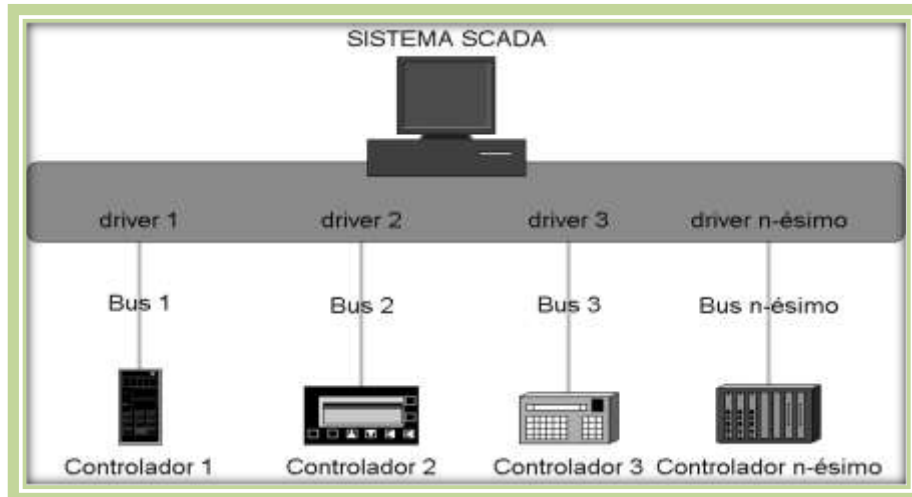 SISTEMA SCADA
driver 1 driver 2 driver 3 driver n-ésimo
Bus 1 Bus 2 Bus 3 Bus n-ésimo
Controlador 1 Controlador 2 Controlador 3 Controlador n-ésimo